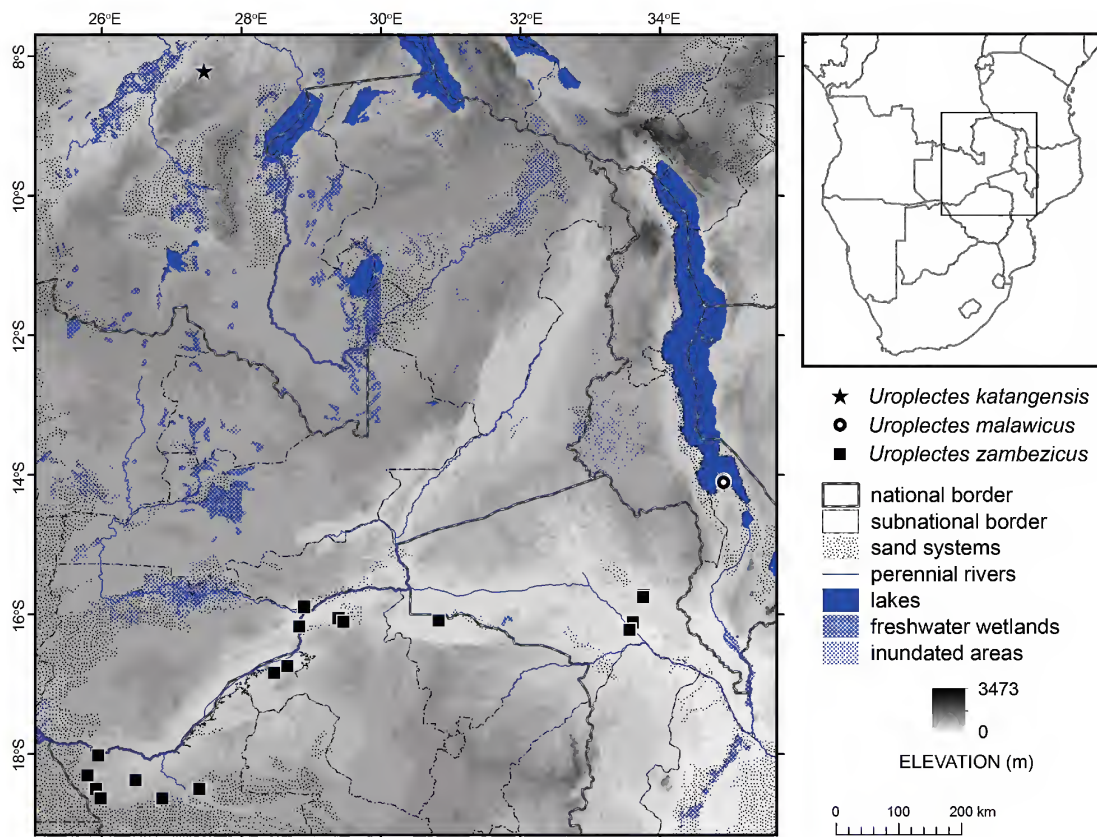 26°E 28°E 30°E 32°E 34°E
8°S
10°S
12°S
14°S
16°S
18°S
Uroplectes katangensis
Uroplectes malawicus
Uroplectes zambezicus
national border
subnational border
sand systems
perennial rivers
lakes
freshwater wetlands
inundated areas
3473
0
ELEVATION (m)
0 100 200 km